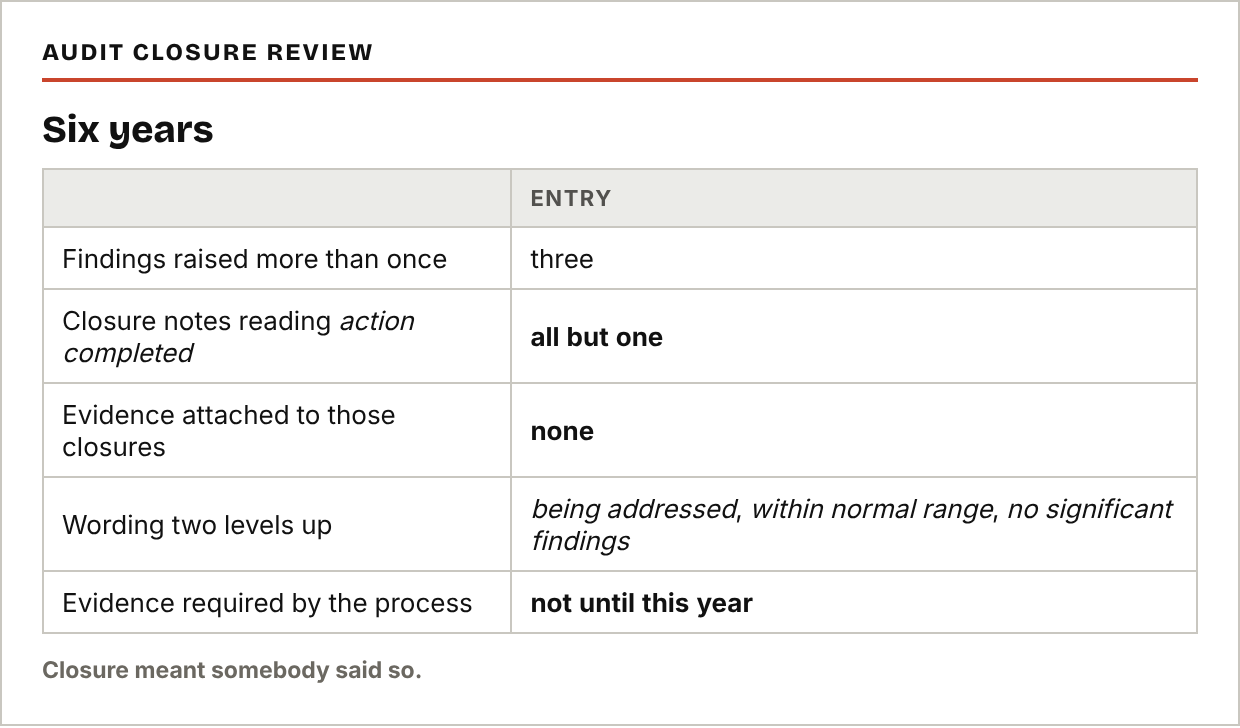 AUDIT CLOSURE REVIEW
Six years
ENTRY
Findings raised more than once
three
Closure notes reading action
completed
all but one
Evidence attached to those
closures
none
Wording two levels up
being addressed, within normal range, no significant
findings
Evidence required by the process
not until this year
Closure meant somebody said so.